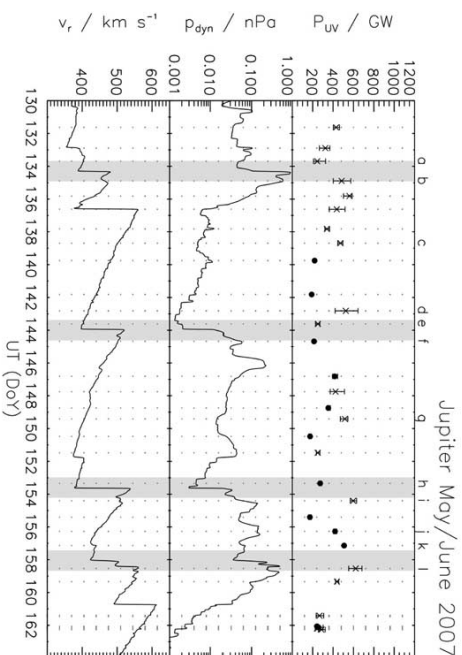 Jupiter May/June 2007
a b c d e f g h i j k l
P_UV / GW
1200
1000
800
600
400
200
p_dyn / nPa
1.000
0.100
0.010
0.001
v_r / km s⁻¹
600
500
400
130 132 134 136 138 140 142 144 146 148 150 152 154 156 158 160 162
UT (DoY)